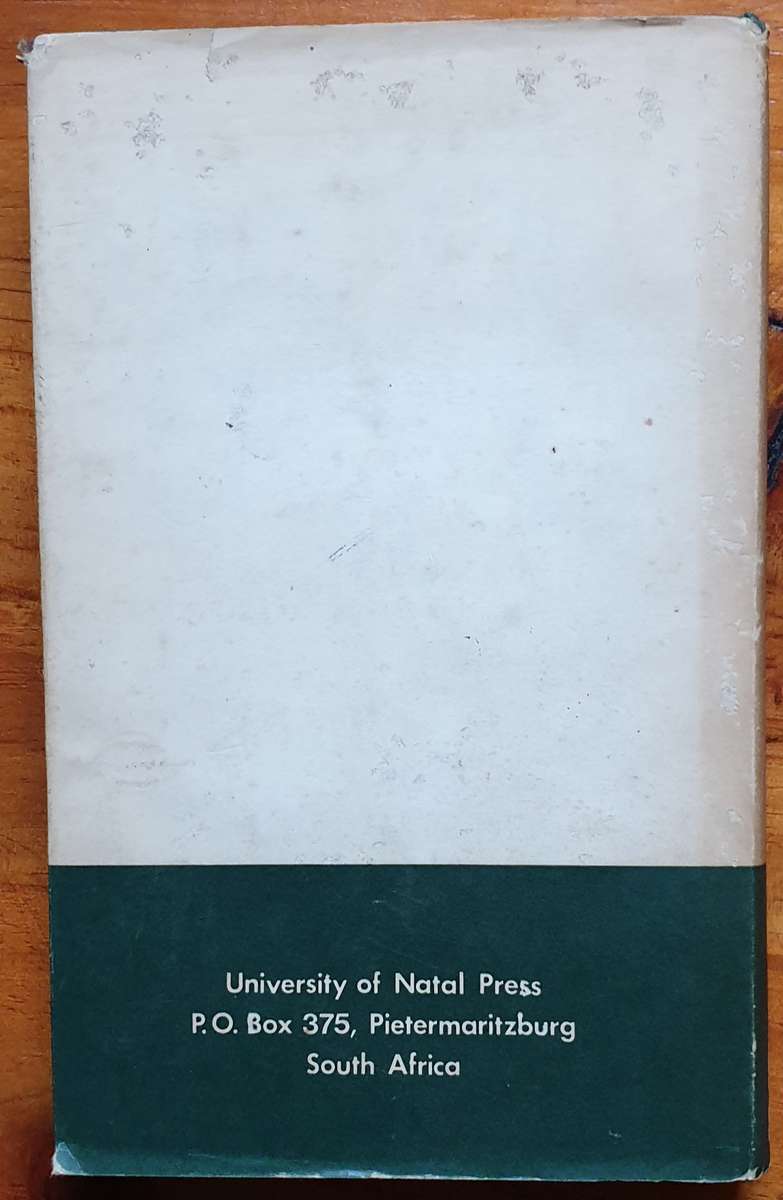 University of Natal Press
P.O. Box 375, Pietermaritzburg
South Africa